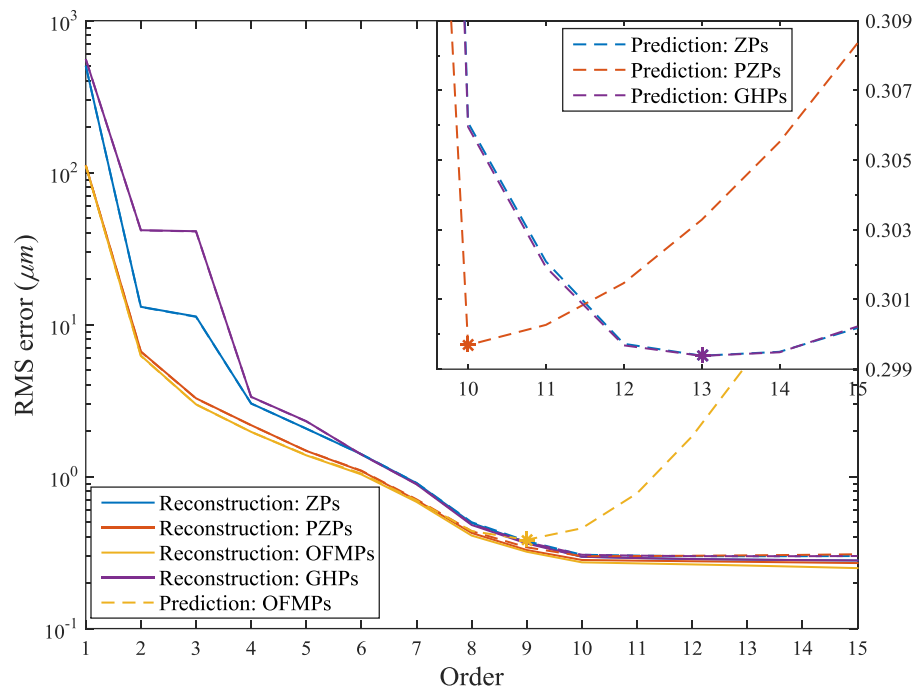 10^3
10^2
10^1
10^0
10^-1
RMS error (μm)
1 2 3 4 5 6 7 8 9 10 11 12 13 14 15
Order
Reconstruction: ZPs
Reconstruction: PZPs
Reconstruction: OFMPs
Reconstruction: GHPs
Prediction: OFMPs
Prediction: ZPs
Prediction: PZPs
Prediction: GHPs
0.309
0.307
0.305
0.303
0.301
0.299
10 11 12 13 14 15